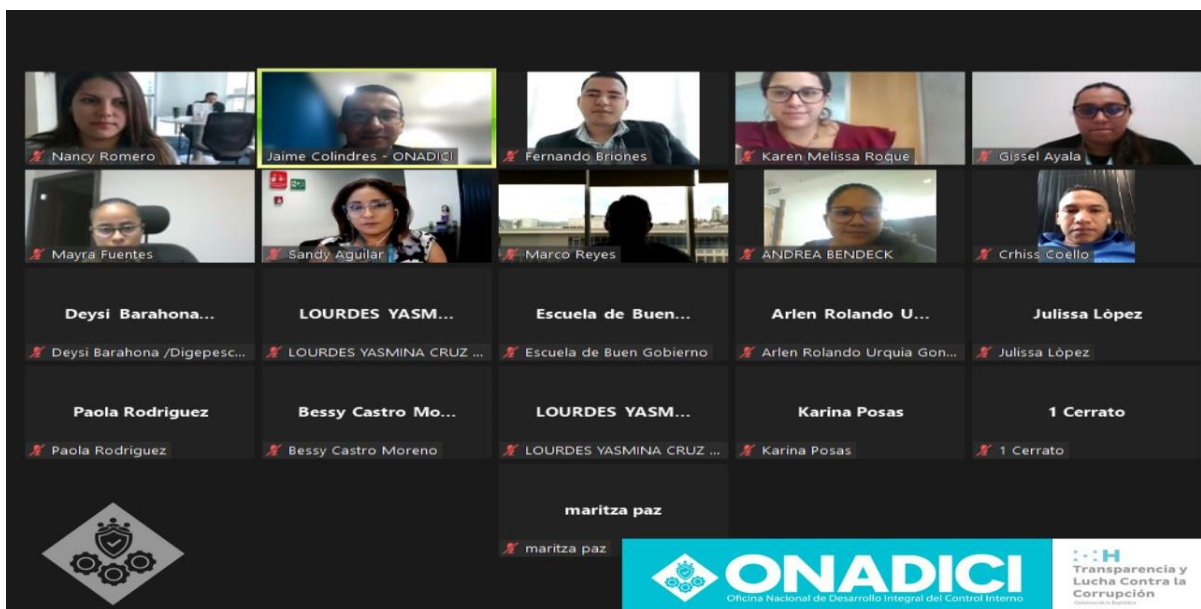 Nancy Romero
Jaime Colindres - ONADICI
Fernando Briones
Karen Melissa Roque
Gissel Ayala
Mayra Fuentes
Sandy Aguilar
Marco Reyes
ANDREA BENDECK
Crhiss Coello
Deysi Barahona...
LOURDES YASM...
Escuela de Buen...
Arlen Rolando U...
Julissa Lòpez
Deysi Barahona /Digepesc...
LOURDES YASMINA CRUZ ...
Escuela de Buen Gobierno
Arlen Rolando Urquia Gon...
Julissa Lòpez
Paola Rodriguez
Bessy Castro Mo...
LOURDES YASM...
Karina Posas
1 Cerrato
Paola Rodriguez
Bessy Castro Moreno
LOURDES YASMINA CRUZ ...
Karina Posas
1 Cerrato
maritza paz
maritza paz
ONADICI
Oficina Nacional de Desarrollo Integral del Control Interno
H
Transparencia y
Lucha Contra la
Corrupción